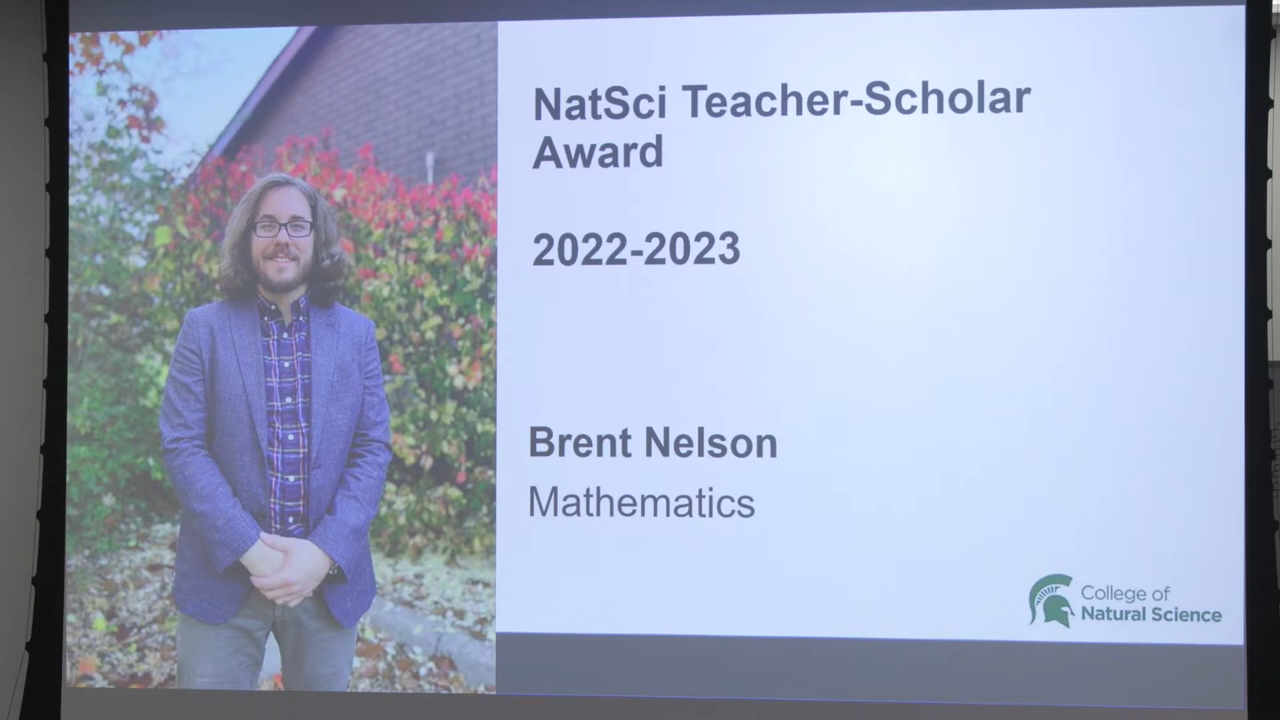 NatSci Teacher-Scholar
Award
2022-2023
Brent Nelson
Mathematics
College of
Natural Science